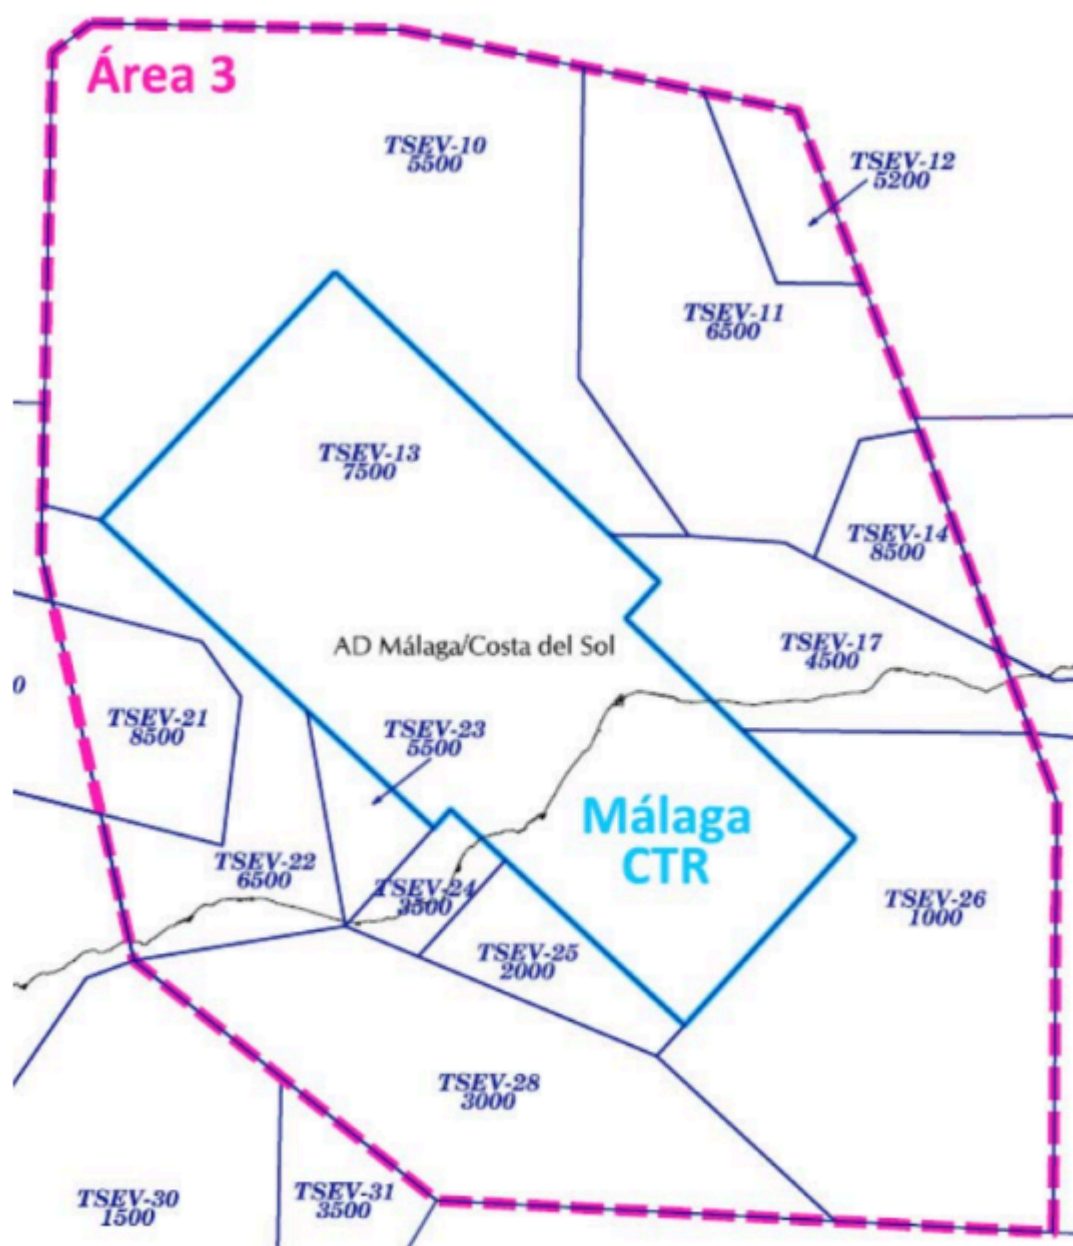 Área 3
TSEV-10
5500
TSEV-12
5200
TSEV-11
6500
TSEV-13
7500
TSEV-14
8500
AD Málaga/Costa del Sol
TSEV-17
4500
0
TSEV-21
8500
TSEV-23
5500
Málaga
CTR
TSEV-22
6500
TSEV-24
3500
TSEV-26
1000
TSEV-25
2000
TSEV-28
3000
TSEV-30
1500
TSEV-31
3500